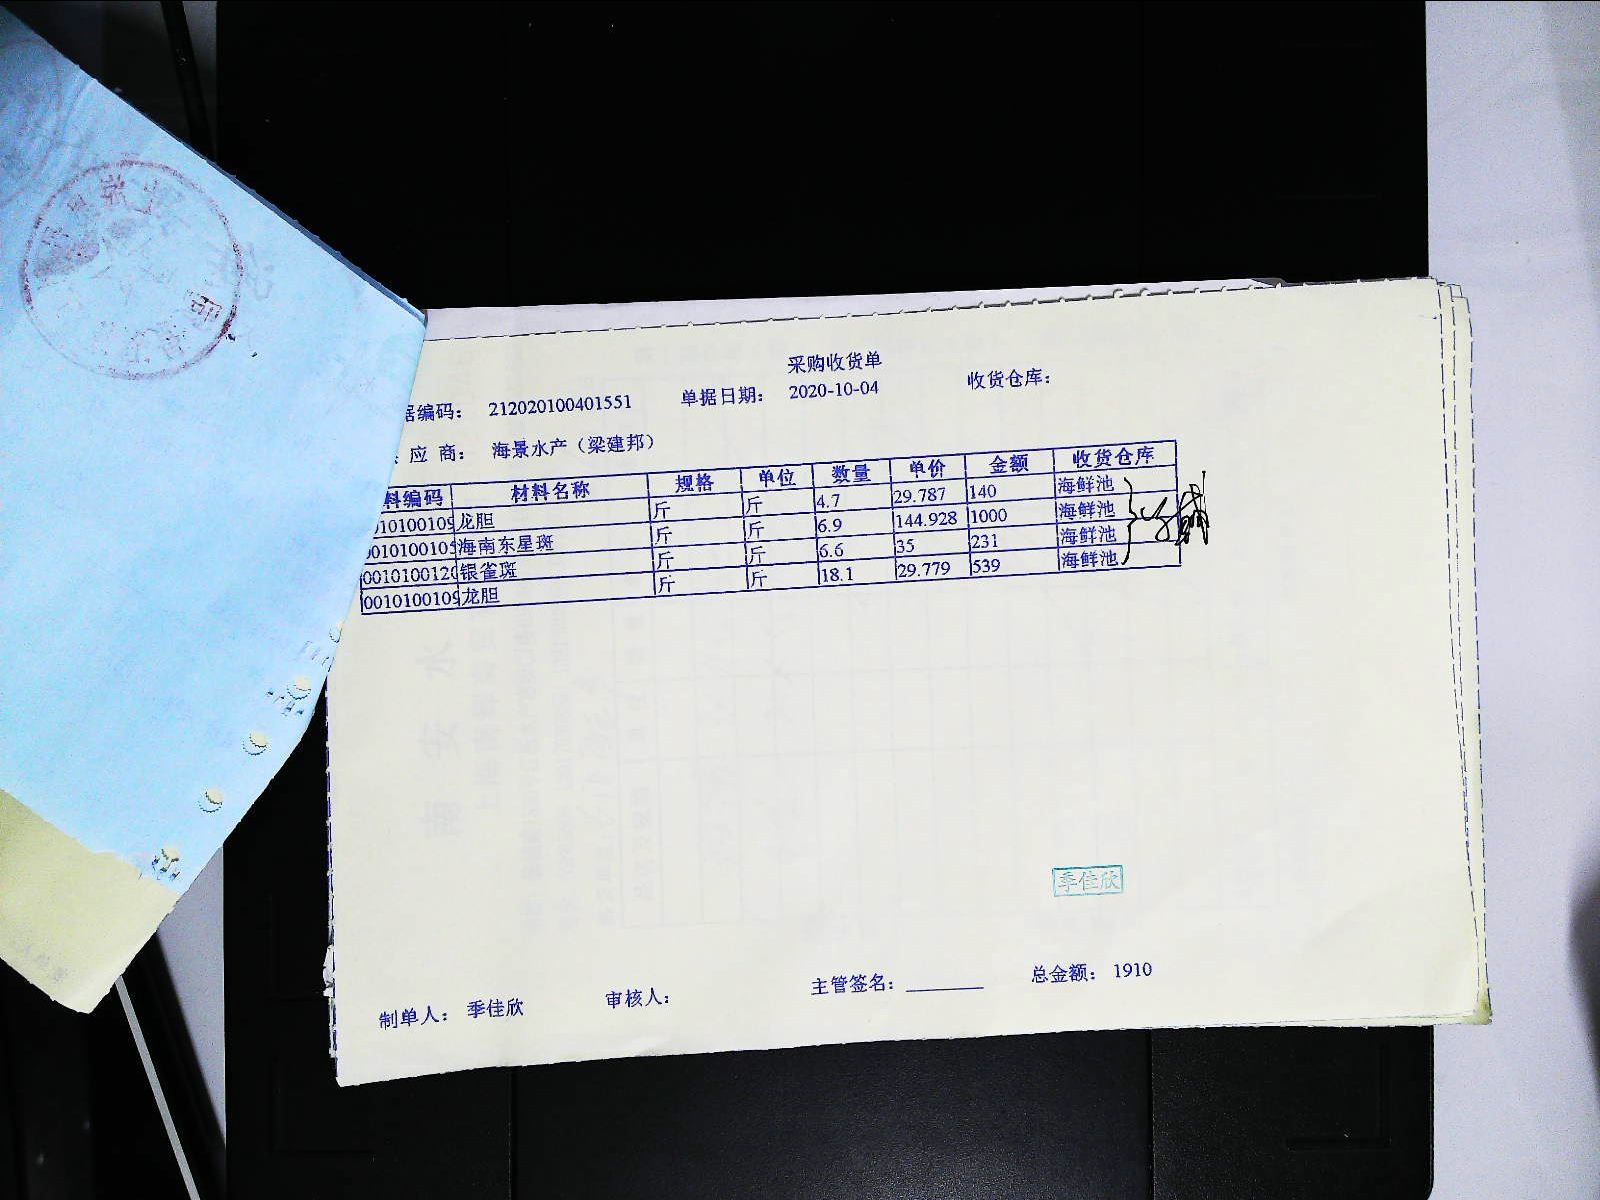 采购收货单
据编码： 212020100401551 单据日期： 2020-10-04 收货仓库：
应 商： 海景水产（梁建邦）
料编码 材料名称 规格 单位 数量 单价 金额 收货仓库
010100109 龙胆 斤 斤 4.7 29.787 140 海鲜池
0010100105 海南东星斑 斤 斤 6.9 144.928 1000 海鲜池
0010100120 银雀斑 斤 斤 6.6 35 231 海鲜池
0010100109 龙胆 斤 斤 18.1 29.779 539 海鲜池
季佳欣
制单人： 季佳欣 审核人： 主管签名：________ 总金额： 1910